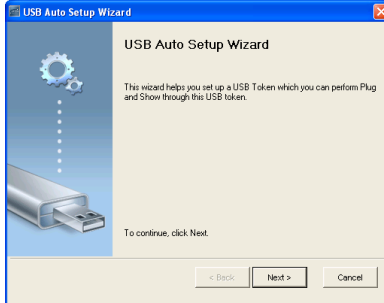 USB Auto Setup Wizard
USB Auto Setup Wizard
This wizard helps you set up a USB Token which you can perform Plug
and Show through this USB token.
To continue, click Next.
< Back
Next >
Cancel